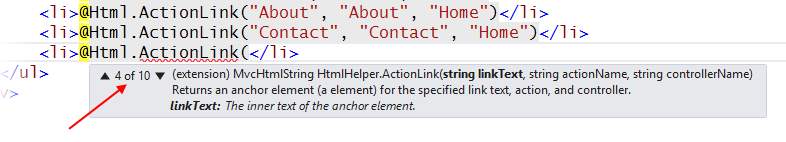 <li>@Html.ActionLink("About", "About", "Home")</li>
<li>@Html.ActionLink("Contact", "Contact", "Home")</li>
<li>@Html.ActionLink(</li>
</ul>
▲ 4 of 10 ▼ (extension) MvcHtmlString HtmlHelper.ActionLink(string linkText, string actionName, string controllerName)
Returns an anchor element (a element) for the specified link text, action, and controller.
linkText: The inner text of the anchor element.
v>